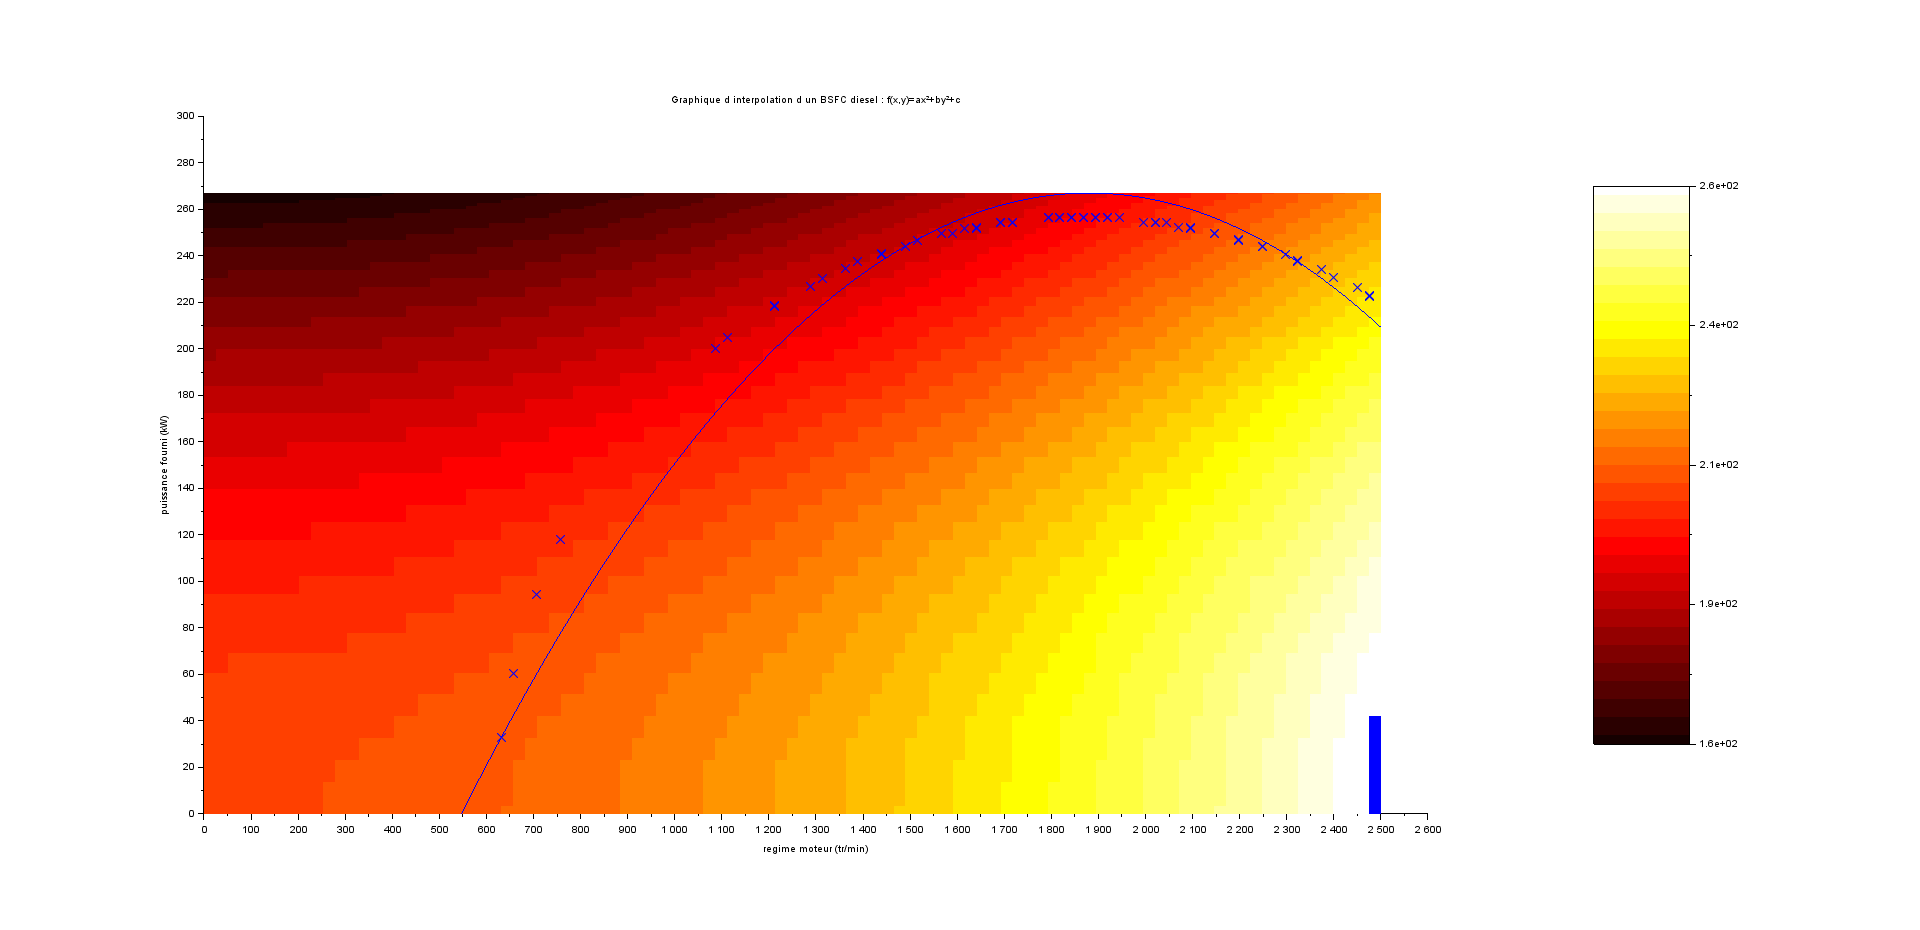 Graphique d interpolation d un BSFC diesel : f(x,y)=ax²+by²+c
300
280
260
240
220
200
180
160
140
120
100
80
60
40
20
0
puissance fourni (kW)
0 100 200 300 400 500 600 700 800 900 1 000 1 100 1 200 1 300 1 400 1 500 1 600 1 700 1 800 1 900 2 000 2 100 2 200 2 300 2 400 2 500 2 600
regime moteur (tr/min)
2.6e+02
2.4e+02
2.1e+02
1.9e+02
1.6e+02